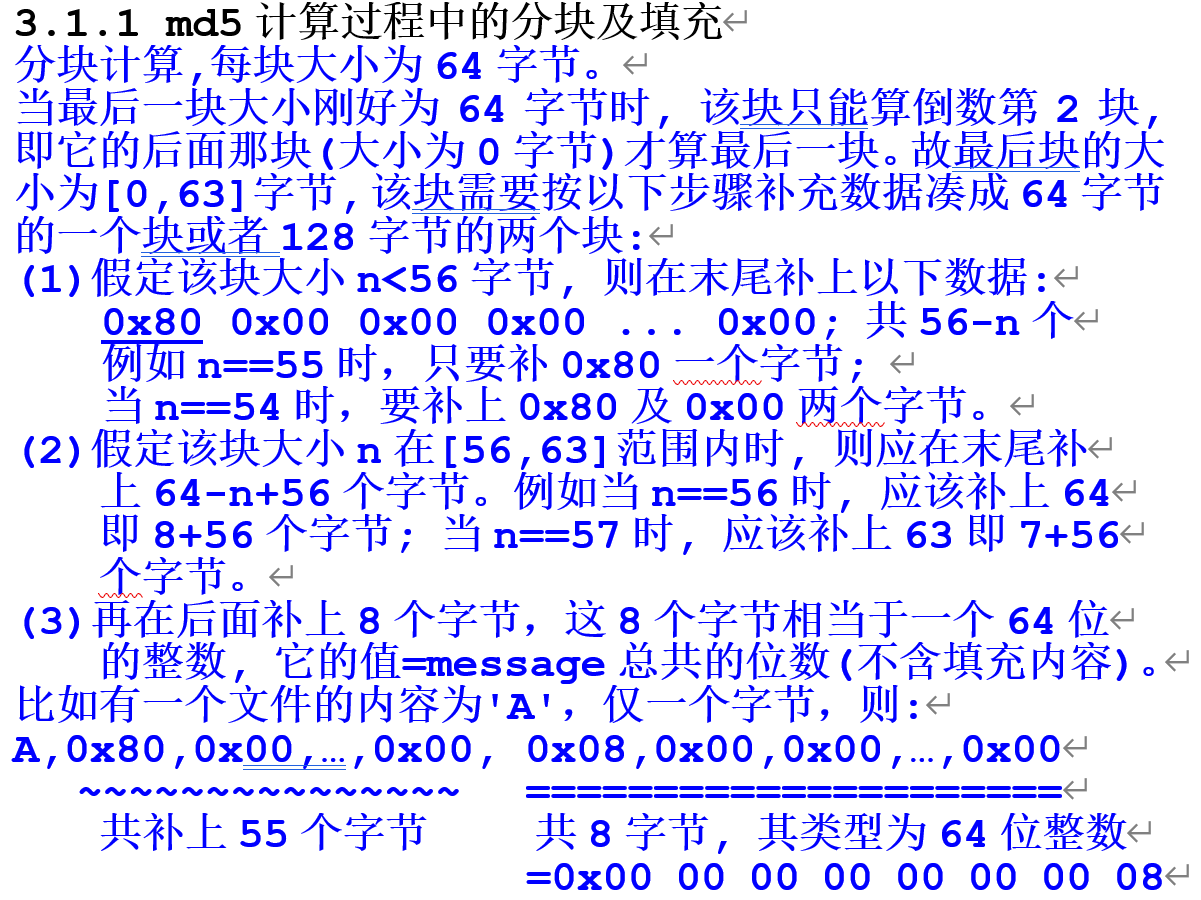 3.1.1 md5 计算过程中的分块及填充↵
分块计算,每块大小为 64 字节。↵
当最后一块大小刚好为 64 字节时, 该块只能算倒数第 2 块,
即它的后面那块(大小为 0 字节)才算最后一块。故最后块的大
小为[0,63]字节,该块需要按以下步骤补充数据凑成 64 字节
的一个块或者 128 字节的两个块:↵
(1)假定该块大小 n<56 字节, 则在末尾补上以下数据:↵
0x80 0x00 0x00 0x00 ... 0x00; 共 56-n 个↵
例如 n==55 时, 只要补 0x80 一个字节; ↵
当 n==54 时, 要补上 0x80 及 0x00 两个字节。↵
(2)假定该块大小 n 在[56,63]范围内时, 则应在末尾补↵
上 64-n+56 个字节。例如当 n==56 时, 应该补上 64↵
即 8+56 个字节; 当 n==57 时, 应该补上 63 即 7+56↵
个字节。↵
(3)再在后面补上 8 个字节, 这 8 个字节相当于一个 64 位↵
的整数, 它的值=message 总共的位数(不含填充内容)。↵
比如有一个文件的内容为'A', 仅一个字节, 则:↵
A,0x80,0x00,…,0x00, 0x08,0x00,0x00,…,0x00↵
~~~~~~~~~~~~~~~ =====================↵
共补上 55 个字节 共 8 字节, 其类型为 64 位整数↵
=0x00 00 00 00 00 00 00 08↵